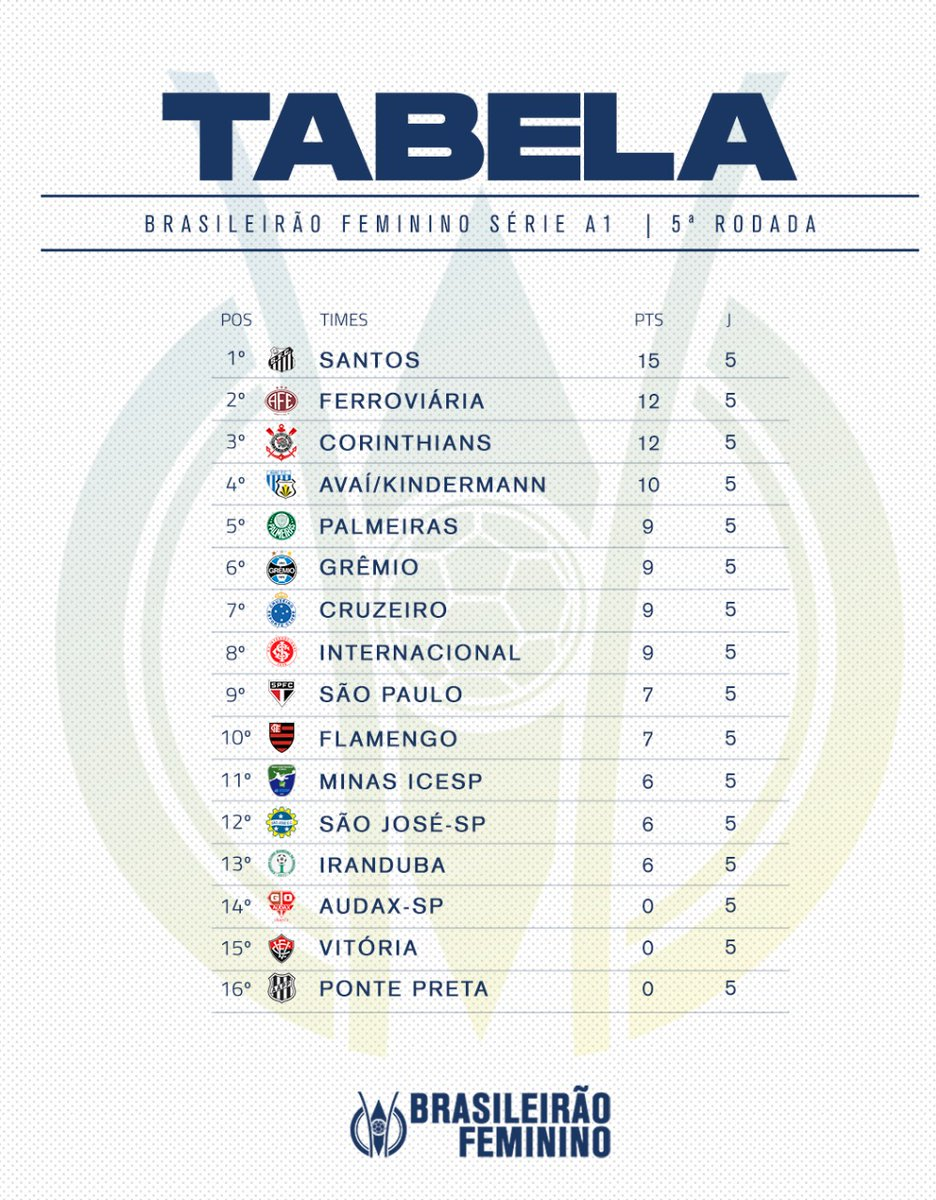 TABELA
BRASILEIRÃO FEMININO SÉRIE A1 | 5ª RODADA
POS TIMES PTS J
1º SANTOS 15 5
2º FERROVIÁRIA 12 5
3º CORINTHIANS 12 5
4º AVAÍ/KINDERMANN 10 5
5º PALMEIRAS 9 5
6º GRÊMIO 9 5
7º CRUZEIRO 9 5
8º INTERNACIONAL 9 5
9º SÃO PAULO 7 5
10º FLAMENGO 7 5
11º MINAS ICESP 6 5
12º SÃO JOSÉ-SP 6 5
13º IRANDUBA 6 5
14º AUDAX-SP 0 5
15º VITÓRIA 0 5
16º PONTE PRETA 0 5
BRASILEIRÃO
FEMININO